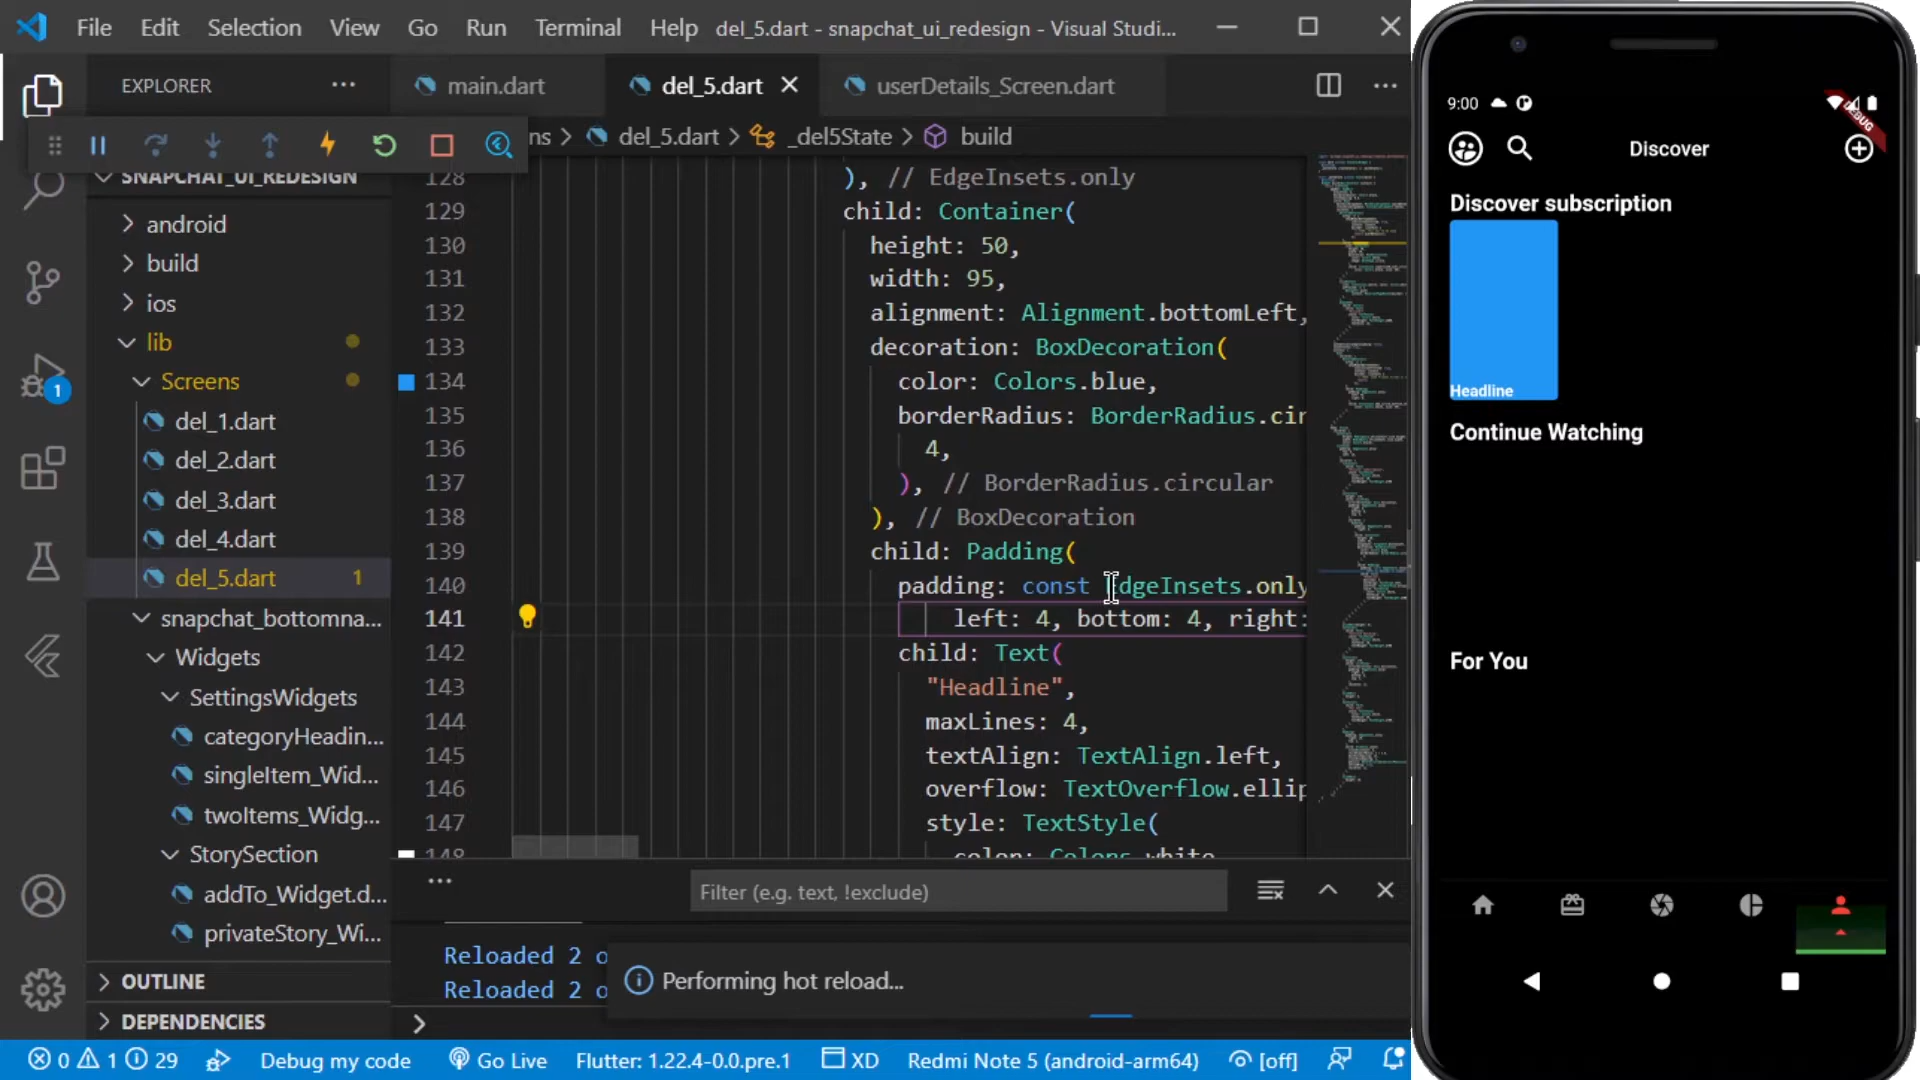 File Edit Selection View Go Run Terminal Help del_5.dart - snapchat_ui_redesign - Visual Studi...
EXPLORER
main.dart
del_5.dart
userDetails_Screen.dart
ns > del_5.dart > _del5State > build
SNAPCHAT_UI_REDESIGN
android
build
ios
lib
Screens
del_1.dart
del_2.dart
del_3.dart
del_4.dart
del_5.dart 1
snapchat_bottomna...
Widgets
SettingsWidgets
categoryHeadin...
singleItem_Wid...
twoItems_Widg...
StorySection
addTo_Widget.d...
privateStory_Wi...
OUTLINE
DEPENDENCIES
1
128 ), // EdgeInsets.only
129 child: Container(
130 height: 50,
131 width: 95,
132 alignment: Alignment.bottomLeft,
133 decoration: BoxDecoration(
134 color: Colors.blue,
135 borderRadius: BorderRadius.cir
136 4,
137 ), // BorderRadius.circular
138 ), // BoxDecoration
139 child: Padding(
140 padding: const EdgeInsets.only
141 left: 4, bottom: 4, right:
142 child: Text(
143 "Headline",
144 maxLines: 4,
145 textAlign: TextAlign.left,
146 overflow: TextOverflow.ellip
147 style: TextStyle(
148 color: Colors.white
Filter (e.g. text, !exclude)
Reloaded 2 o
Reloaded 2 o
Performing hot reload...
0 1 29 Debug my code Go Live Flutter: 1.22.4-0.0.pre.1 XD Redmi Note 5 (android-arm64) [off]
9:00
DEBUG
Discover
Discover subscription
Headline
Continue Watching
For You